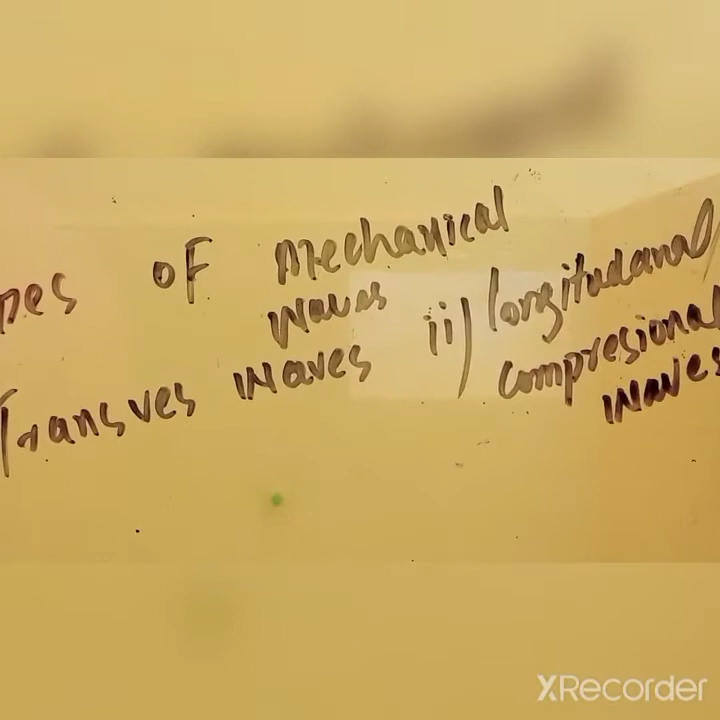 pes of Mechanical
waves
Transves waves ii) longitudanal/
compresional
waves
XRecorder